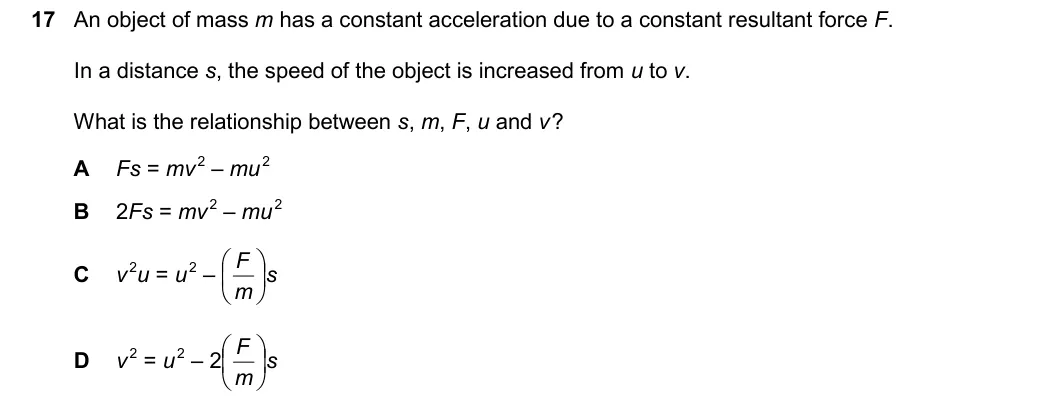 17 An object of mass m has a constant acceleration due to a constant resultant force F.
In a distance s, the speed of the object is increased from u to v.
What is the relationship between s, m, F, u and v?
A Fs = mv² – mu²
B 2Fs = mv² – mu²
C v²u = u² – (F/m)s
D v² = u² – 2(F/m)s